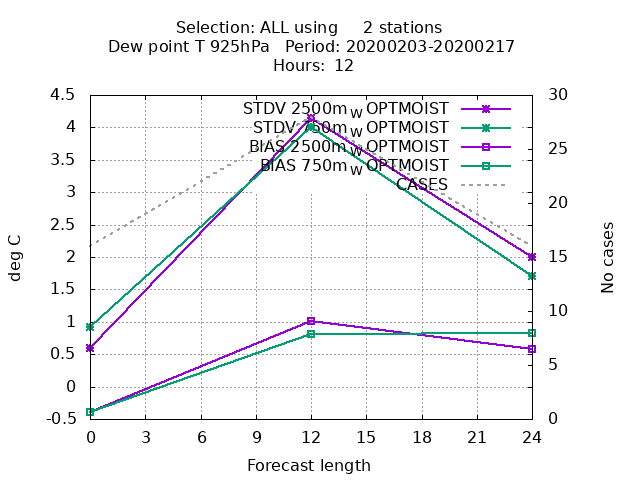 Selection: ALL using 2 stations
Dew point T 925hPa Period: 20200203-20200217
Hours: 12
STDV 2500m_W OPTMOIST
STDV 750m_W OPTMOIST
BIAS 2500m_W OPTMOIST
BIAS 750m_W OPTMOIST
CASES
4.5
4
3.5
3
2.5
2
1.5
1
0.5
0
-0.5
deg C
30
25
20
15
10
5
0
No cases
0 3 6 9 12 15 18 21 24
Forecast length